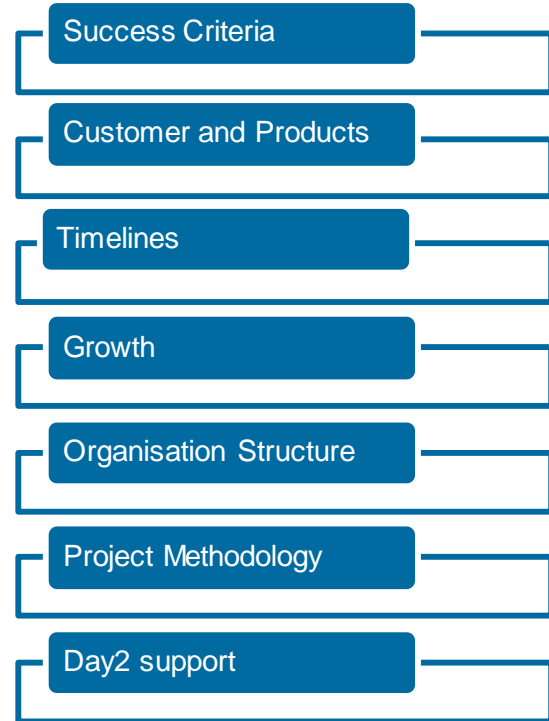 Success Criteria
Customer and Products
Timelines
Growth
Organisation Structure
Project Methodology
Day2 support